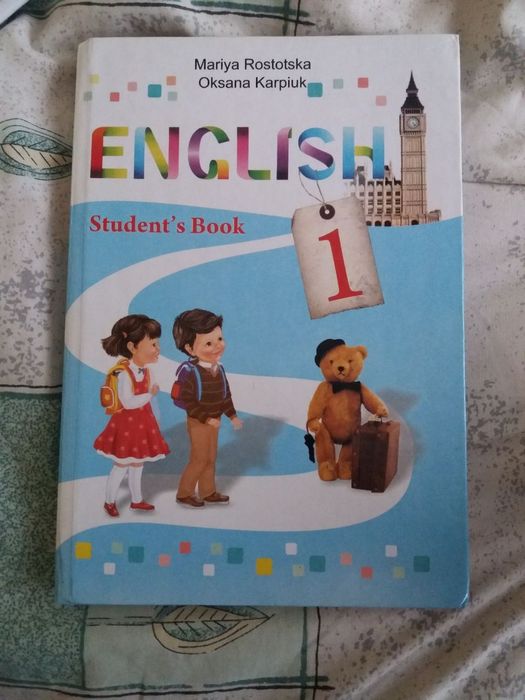 Mariya Rostotska
Oksana Karpiuk
ENGLISH
Student's Book
1